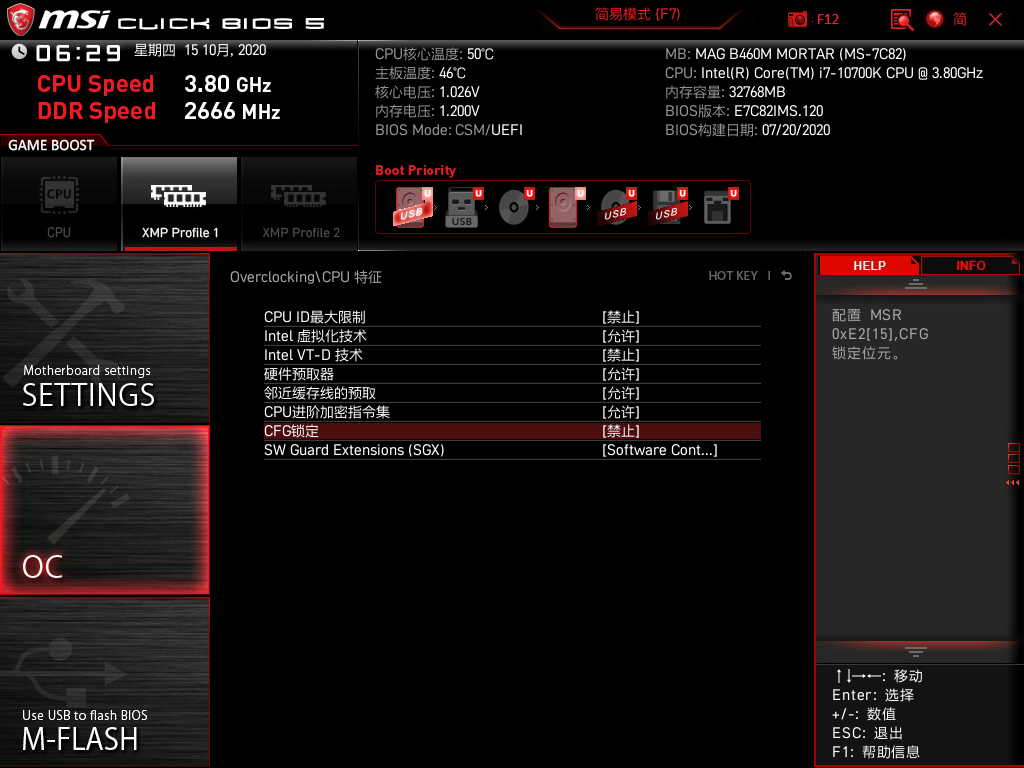 msi CLICK BIOS 5
简易模式 (F7)
F12
简
06:29 星期四 15 10月, 2020
CPU Speed 3.80 GHz
DDR Speed 2666 MHz
GAME BOOST
CPU
XMP Profile 1
XMP Profile 2
CPU核心温度: 50°C
主板温度: 46°C
核心电压: 1.026V
内存电压: 1.200V
BIOS Mode: CSM/UEFI
MB: MAG B460M MORTAR (MS-7C82)
CPU: Intel(R) Core(TM) i7-10700K CPU @ 3.80GHz
内存容量: 32768MB
BIOS版本: E7C82IMS.120
BIOS构建日期: 07/20/2020
Boot Priority
U U U U U U U
USB USB USB USB
Motherboard settings
SETTINGS
OC
Use USB to flash BIOS
M-FLASH
Overclocking\CPU 特征
HOT KEY
CPU ID最大限制 [禁止]
Intel 虚拟化技术 [允许]
Intel VT-D 技术 [禁止]
硬件预取器 [允许]
邻近缓存线的预取 [允许]
CPU进阶加密指令集 [允许]
CFG锁定 [禁止]
SW Guard Extensions (SGX) [Software Cont...]
HELP
INFO
配置 MSR
0xE2[15],CFG
锁定位元。
↑↓→←: 移动
Enter: 选择
+/-: 数值
ESC: 退出
F1: 帮助信息